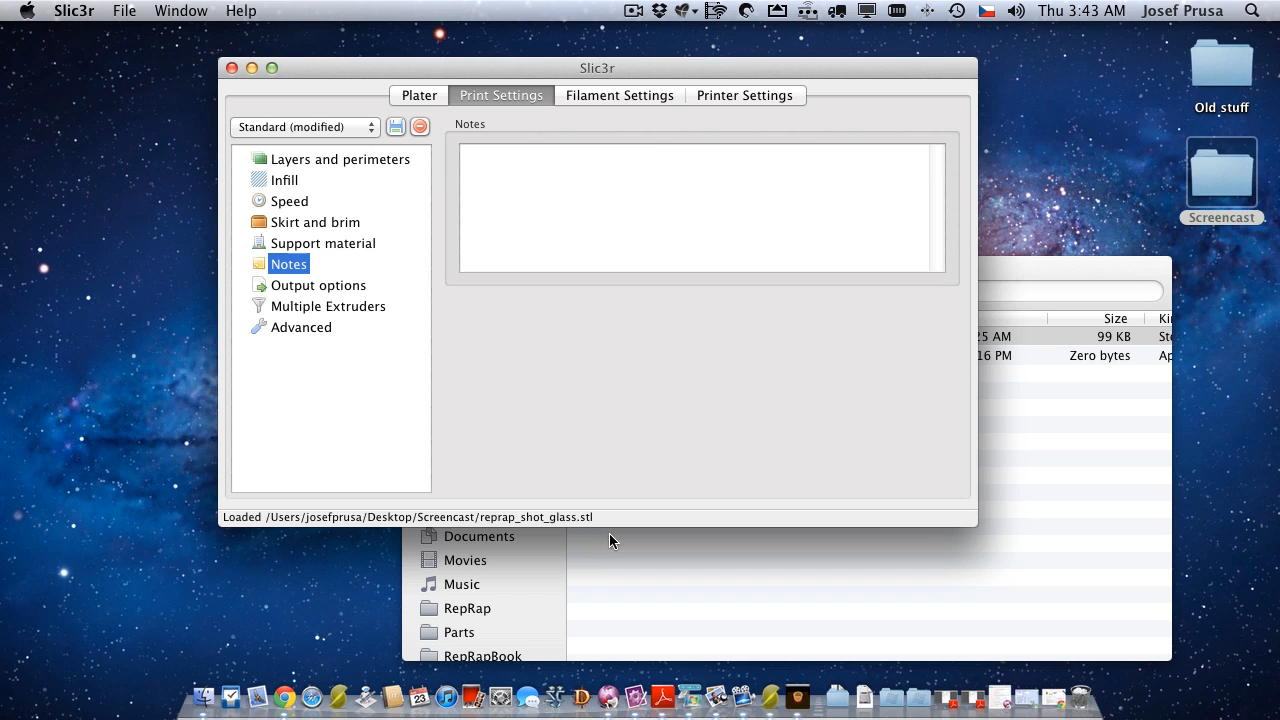 Slic3r File Window Help Thu 3:43 AM Josef Prusa
Old stuff
Screencast
Slic3r
Plater Print Settings Filament Settings Printer Settings
Standard (modified)
Notes
Layers and perimeters
Infill
Speed
Skirt and brim
Support material
Notes
Output options
Multiple Extruders
Advanced
Loaded /Users/josefprusa/Desktop/Screencast/reprap_shot_glass.stl
Size
25 AM 99 KB
16 PM Zero bytes
Documents
Movies
Music
RepRap
Parts
RepRapBook
23